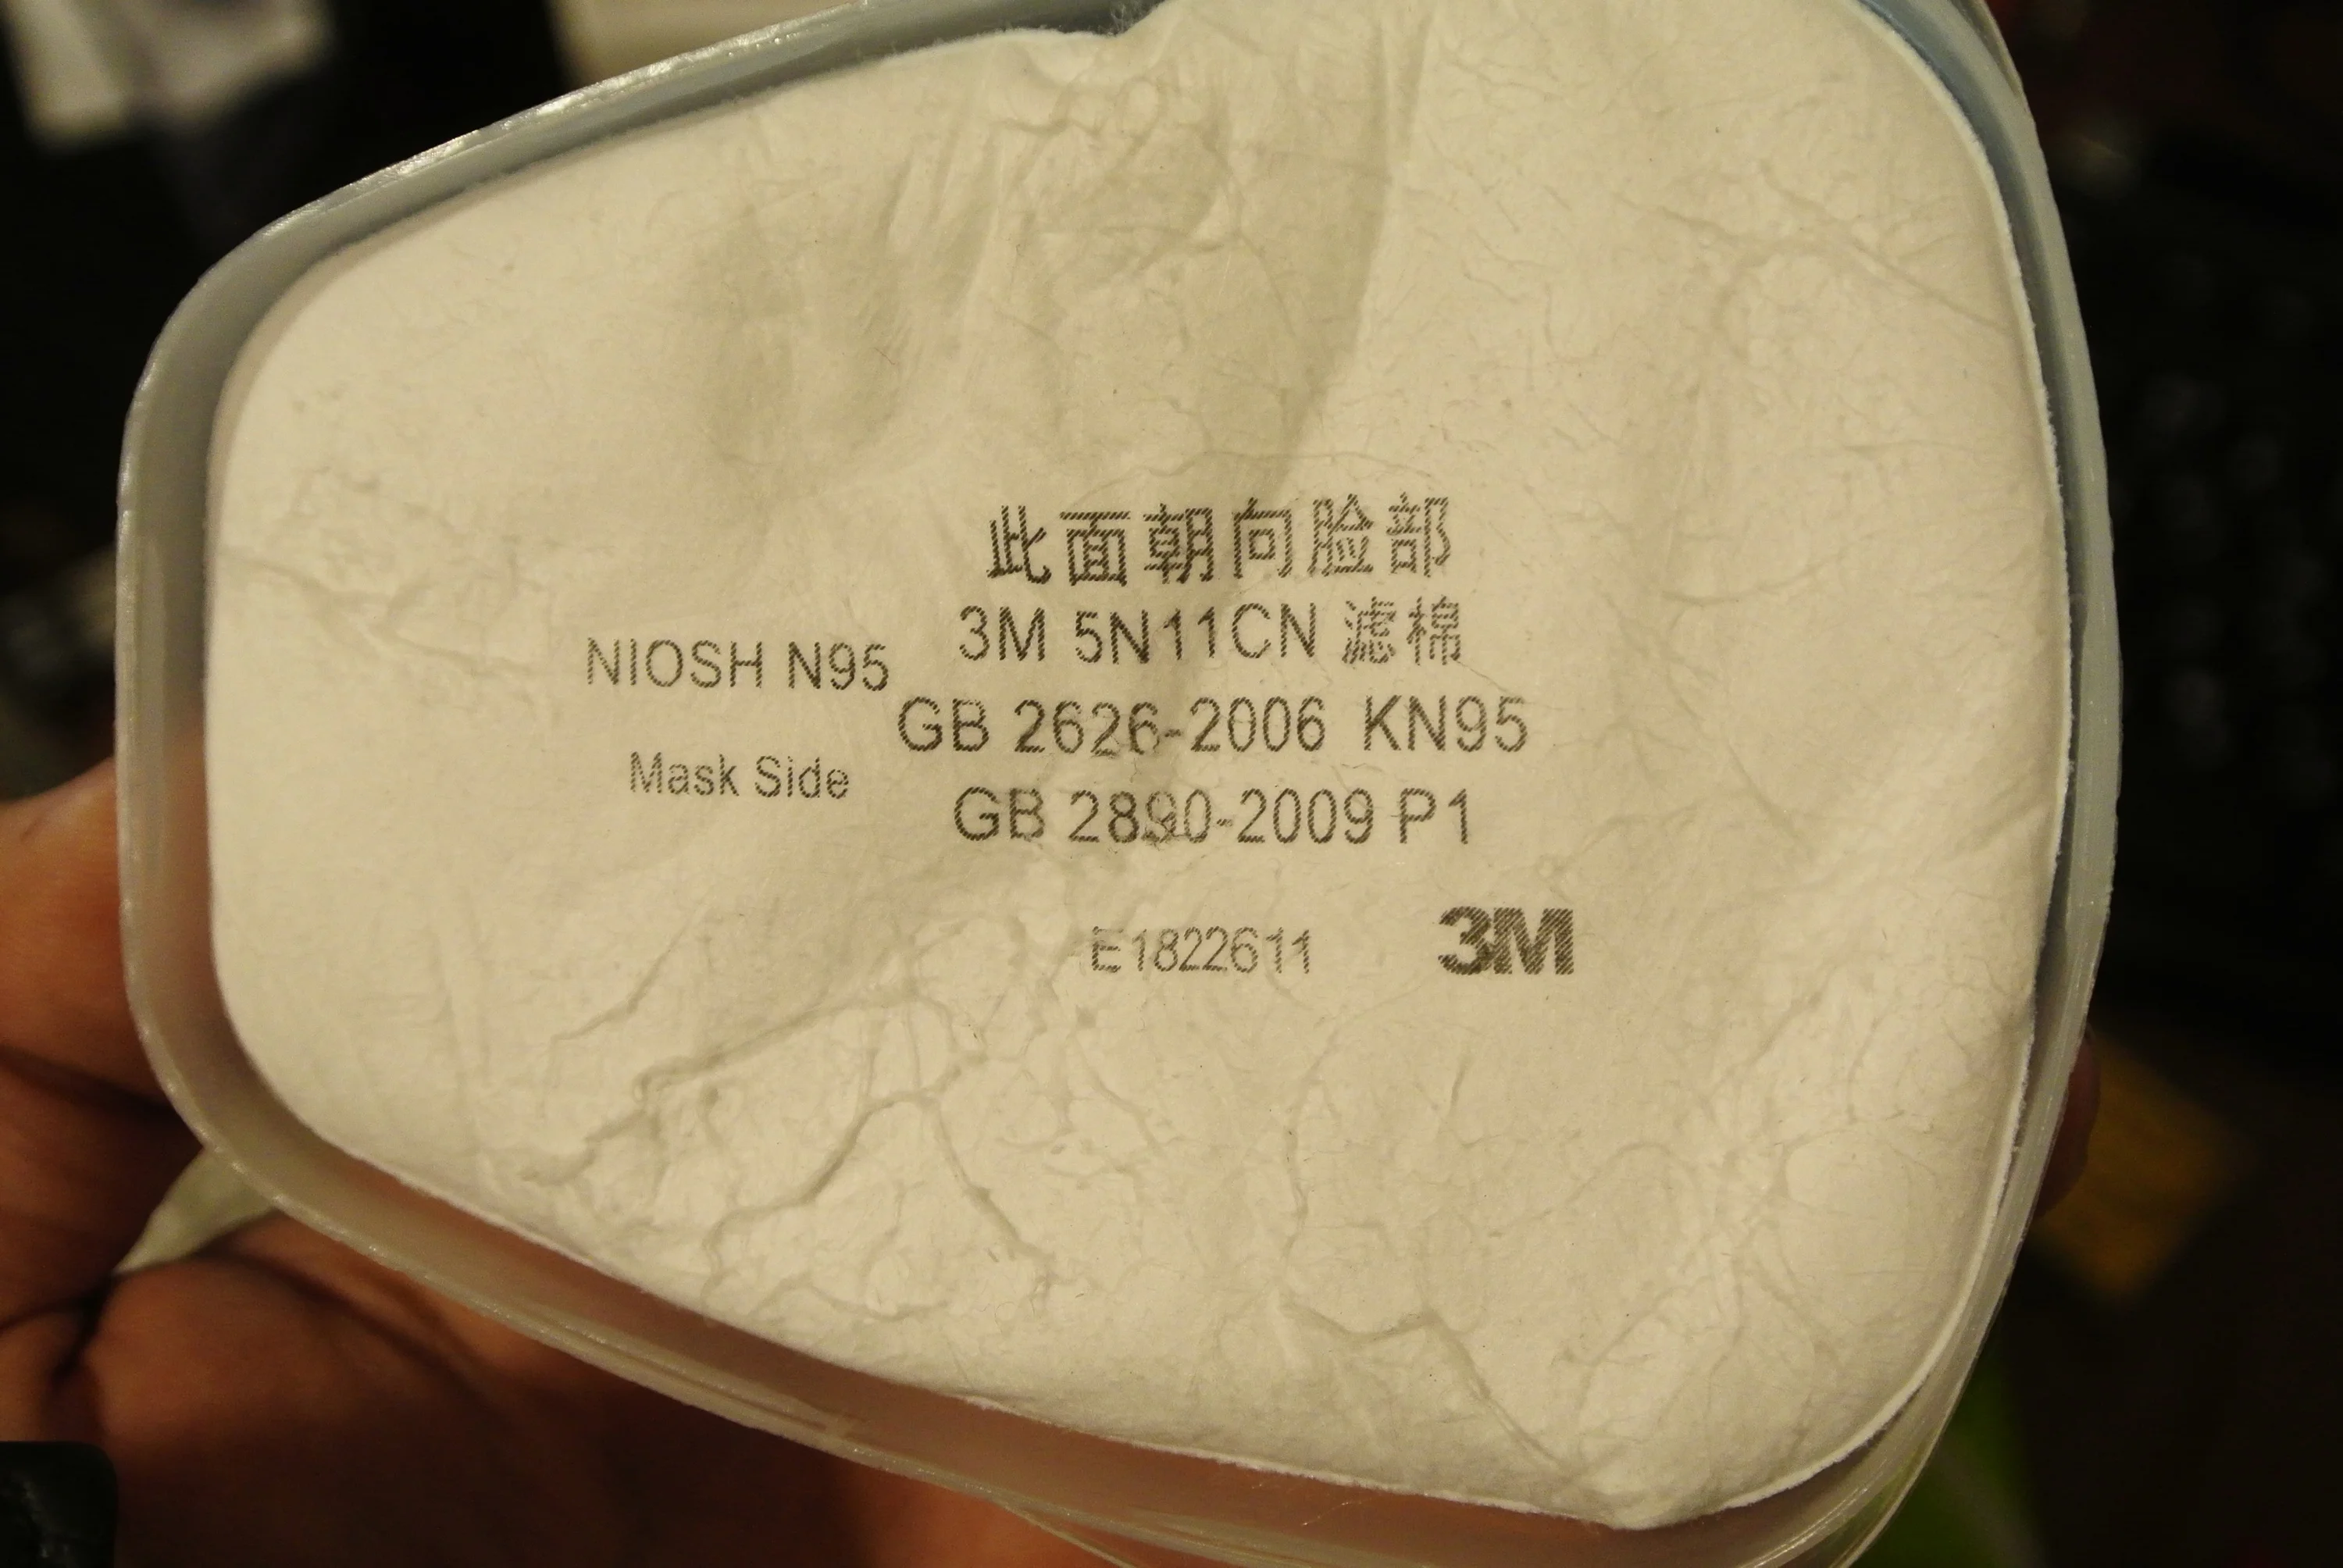 此面朝向脸部
3M 5N11CN 滤棉
NIOSH N95
GB 2626-2006 KN95
Mask Side
GB 2890-2009 P1
E1822611
3M